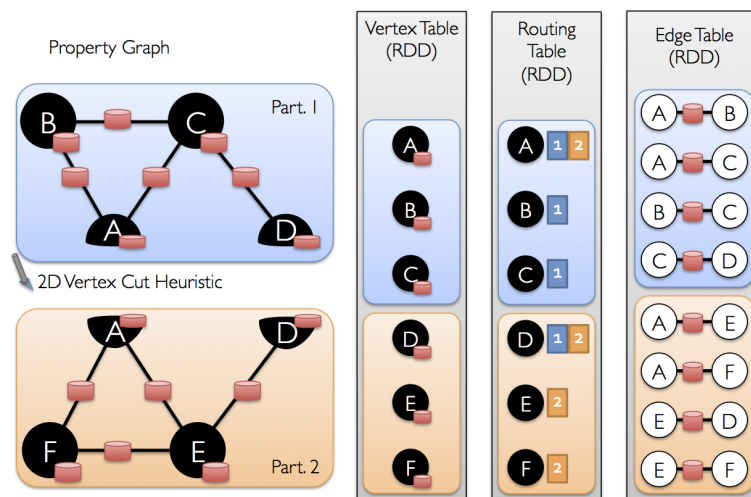 Property Graph
Part. 1
B
C
A
D
2D Vertex Cut Heuristic
A
D
F
E
Part. 2
Vertex Table
(RDD)
A
B
C
D
E
F
Routing
Table
(RDD)
A 1 2
B 1
C 1
D 1 2
E 2
F 2
Edge Table
(RDD)
A B
A C
B C
C D
A E
A F
E D
E F